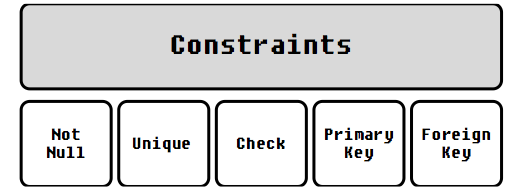 Constraints
Not
Null
Unique
Check
Primary
Key
Foreign
Key